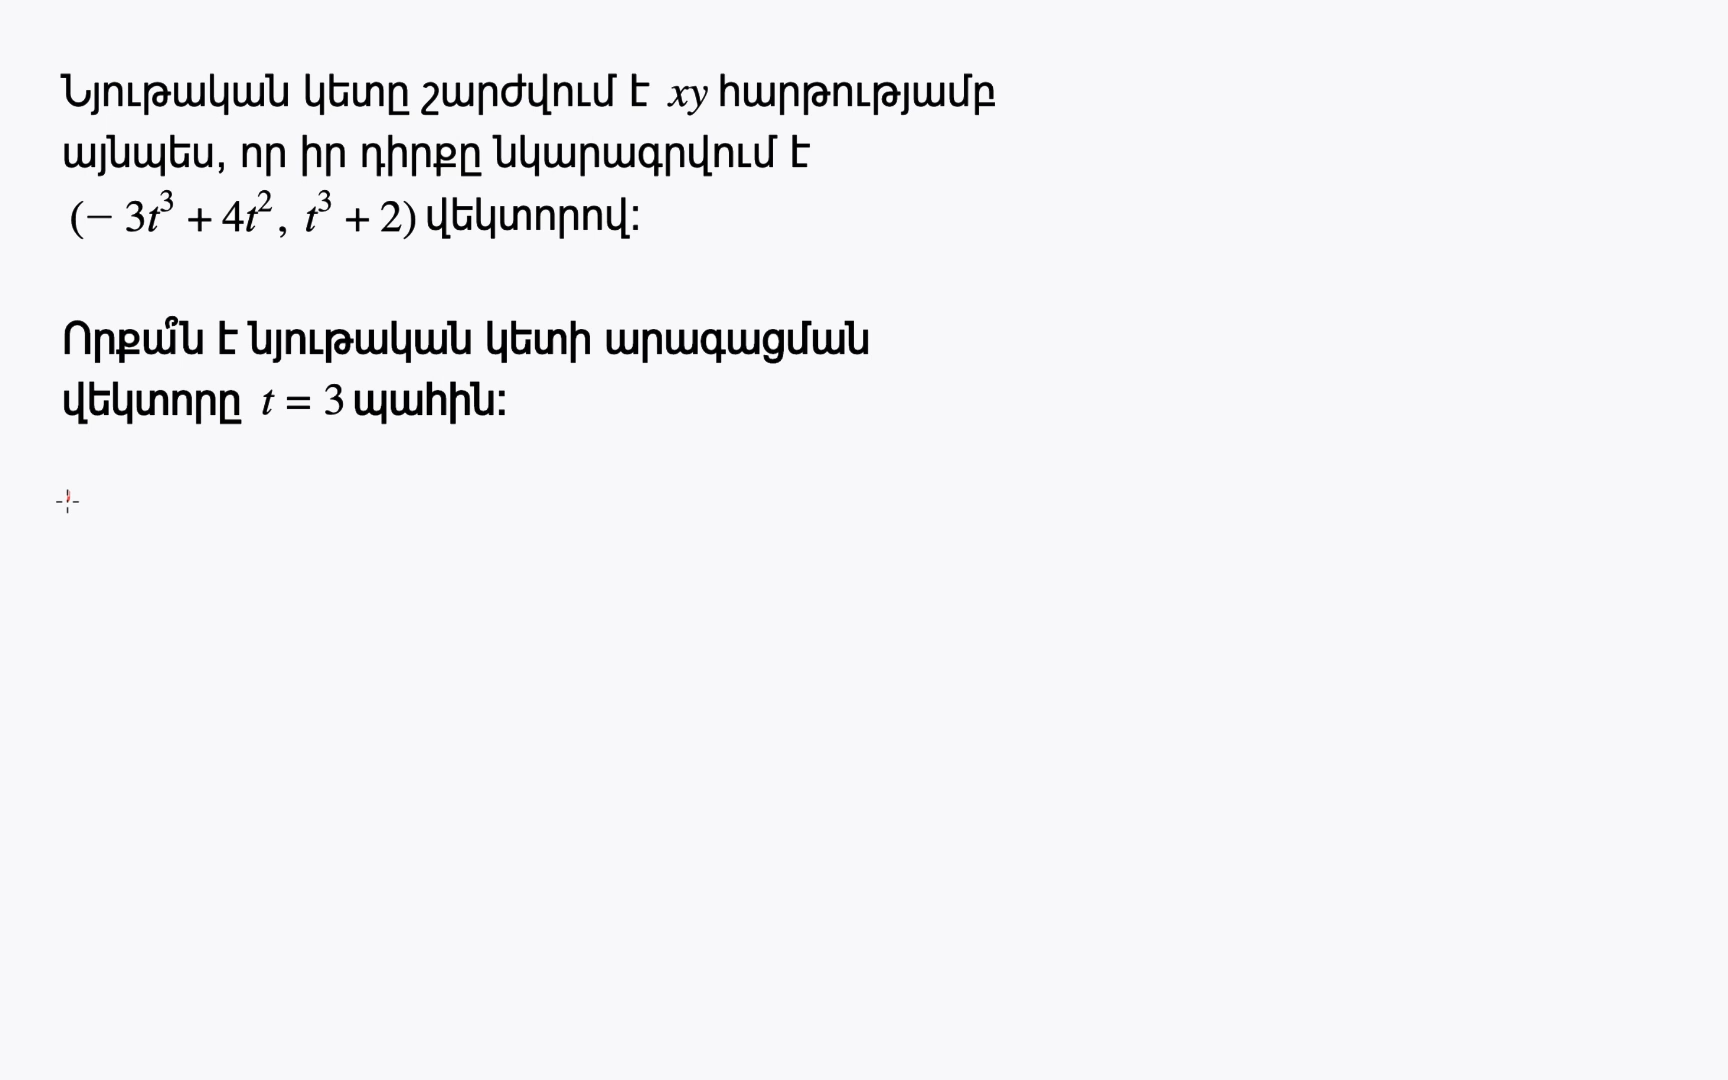 Նյութական կետը շարժվում է xy հարթությամբ
այնպես, որ իր դիրքը նկարագրվում է
(− 3t³ + 4t², t³ + 2) վեկտորով:
Որքա՞ն է նյութական կետի արագացման
վեկտորը t = 3 պահին: